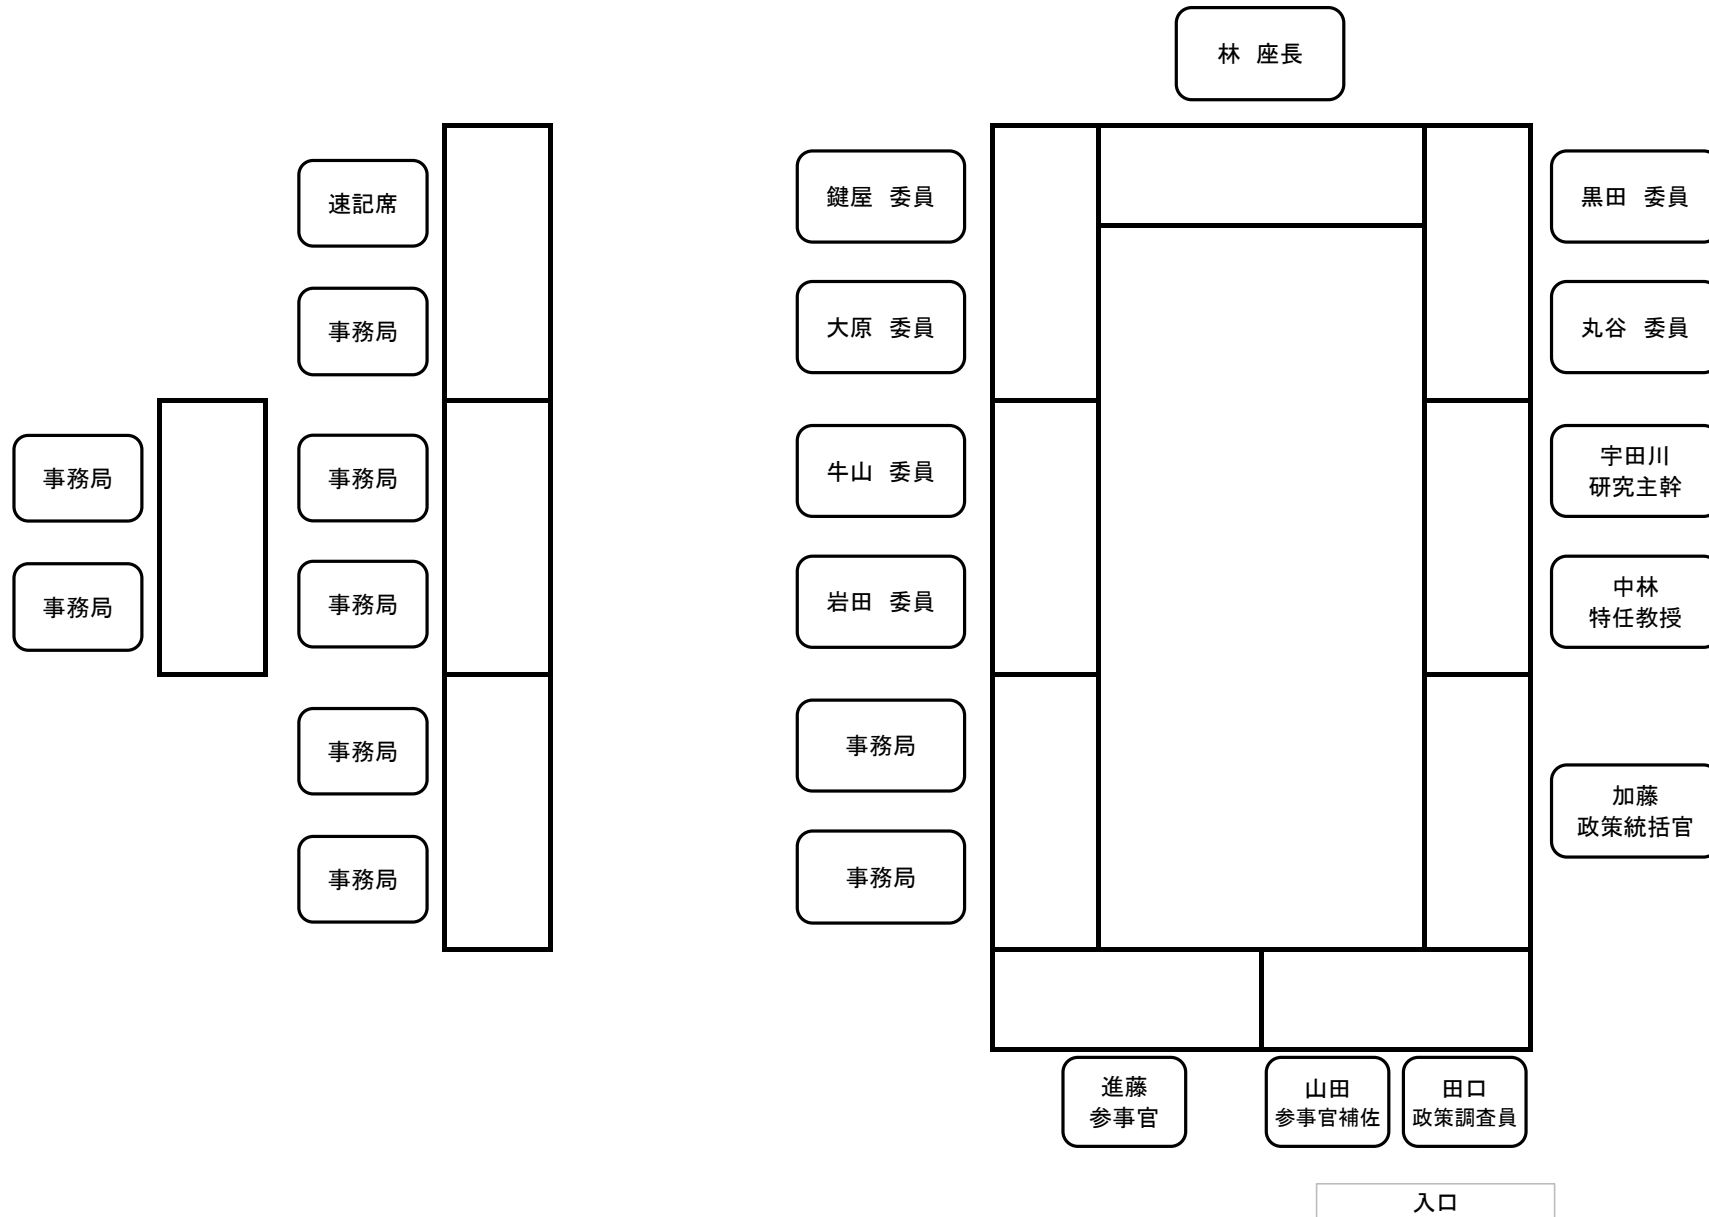 林 座長
速記席
事務局
事務局
事務局
事務局
事務局
事務局
事務局
鍵屋 委員
大原 委員
牛山 委員
岩田 委員
事務局
事務局
黒田 委員
丸谷 委員
宇田川
研究主幹
中林
特任教授
加藤
政策統括官
進藤
参事官
山田
参事官補佐
田口
政策調査員
入口